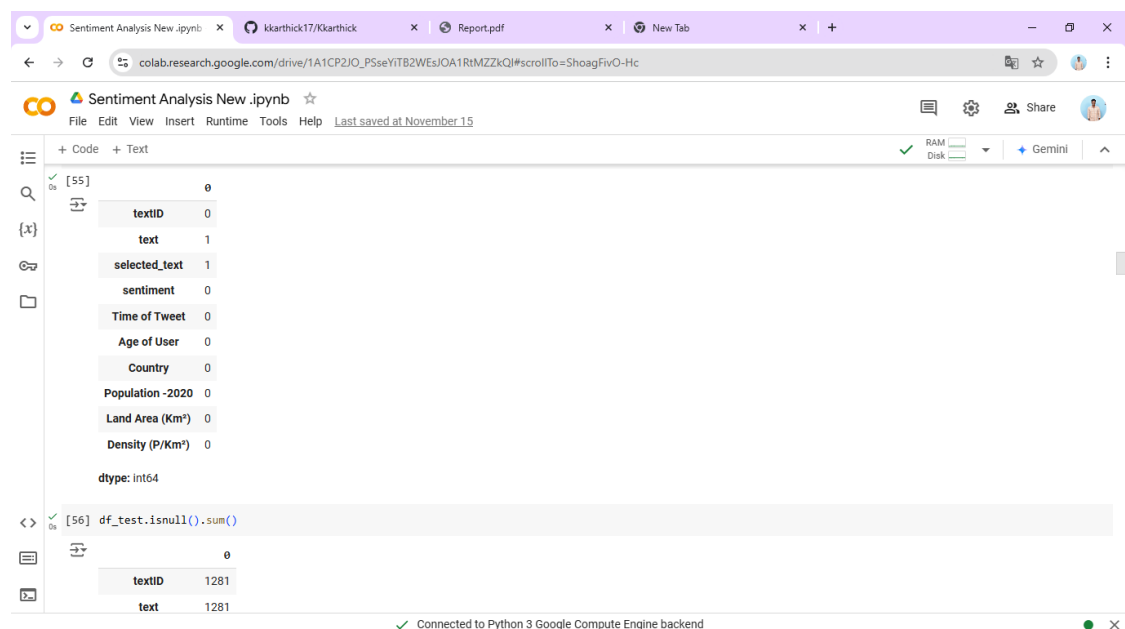 Sentiment Analysis New .ipynb
kkarthick17/Kkarthick
Report.pdf
New Tab
colab.research.google.com/drive/1A1CP2JO_PSseYiTB2WEsJOA1RtMZZkQI#scrollTo=ShoagFivO-Hc
Sentiment Analysis New .ipynb
File Edit View Insert Runtime Tools Help Last saved at November 15
Share
+ Code + Text
RAM
Disk
Gemini
[55]
0s
0
textID 0
text 1
selected_text 1
sentiment 0
Time of Tweet 0
Age of User 0
Country 0
Population -2020 0
Land Area (Km²) 0
Density (P/Km²) 0
dtype: int64
[56] df_test.isnull().sum()
0s
0
textID 1281
text 1281
Connected to Python 3 Google Compute Engine backend